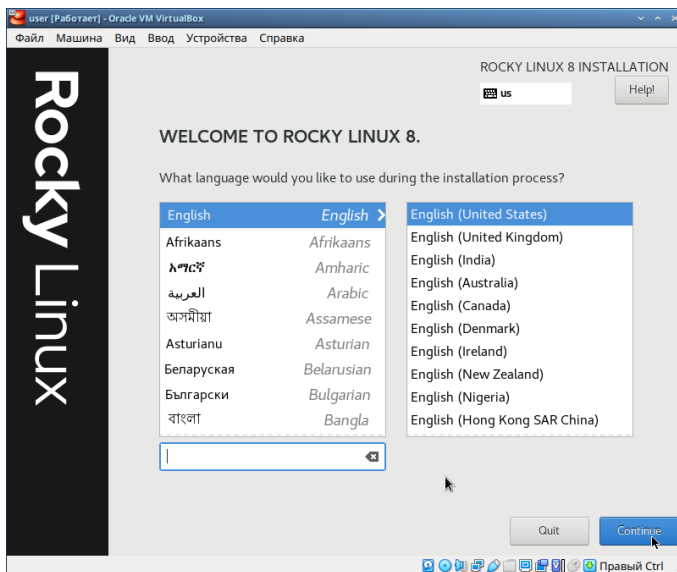 user [Работает] - Oracle VM VirtualBox
Файл Машина Вид Ввод Устройства Справка
Rocky Linux
ROCKY LINUX 8 INSTALLATION
us
Help!
WELCOME TO ROCKY LINUX 8.
What language would you like to use during the installation process?
English English
Afrikaans Afrikaans
አማርኛ Amharic
العربية Arabic
অসমীয়া Assamese
Asturianu Asturian
Беларуская Belarusian
Български Bulgarian
বাংলা Bangla
English (United States)
English (United Kingdom)
English (India)
English (Australia)
English (Canada)
English (Denmark)
English (Ireland)
English (New Zealand)
English (Nigeria)
English (Hong Kong SAR China)
Quit
Continue
Правый Ctrl